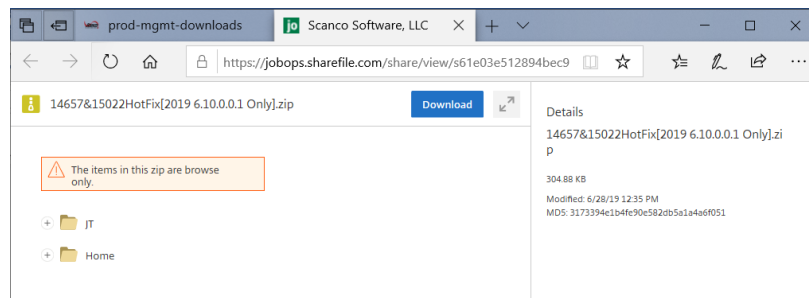 prod-mgmt-downloads
jo
Scanco Software, LLC
https://jobops.sharefile.com/share/view/s61e03e512894bec9
14657&15022HotFix[2019 6.10.0.0.1 Only].zip
Download
The items in this zip are browse
only.
JT
Home
Details
14657&15022HotFix[2019 6.10.0.0.1 Only].zi
p
304.88 KB
Modified: 6/28/19 12:35 PM
MD5: 3173394e1b4fe90e582db5a1a4a6f051